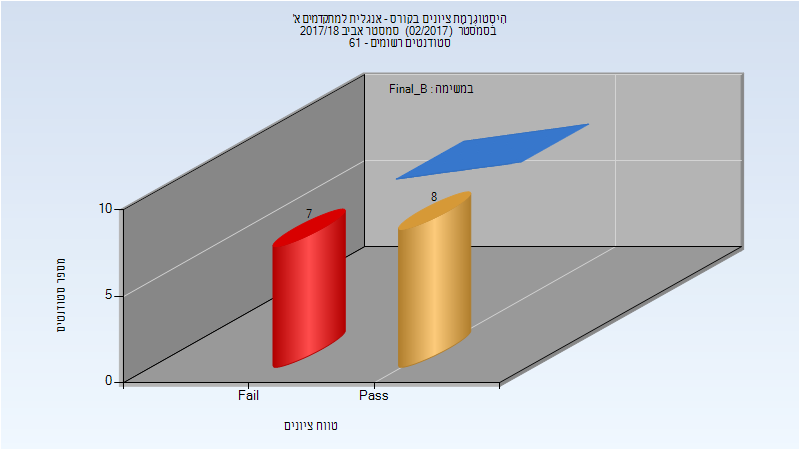 היסטוגרמת ציונים בקורס - אנגלית למתקדמים א'
בסמסטר (02/2017) סמסטר אביב 2017/18
סטודנטים רשומים - 61
במשימה : Final_B
10
5
0
מספר סטודנטים
7
8
Fail
Pass
טווח ציונים